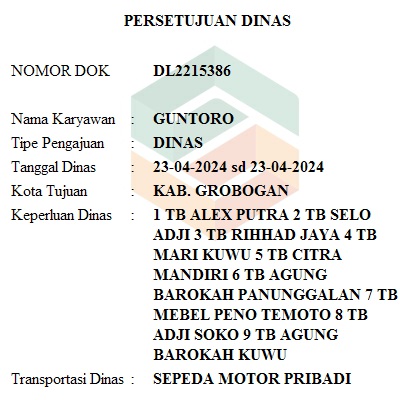 PERSETUJUAN DINAS
NOMOR DOK DL2215386
Nama Karyawan : GUNTORO
Tipe Pengajuan : DINAS
Tanggal Dinas : 23-04-2024 sd 23-04-2024
Kota Tujuan : KAB. GROBOGAN
Keperluan Dinas : 1 TB ALEX PUTRA 2 TB SELO
ADJI 3 TB RIHHAD JAYA 4 TB
MARI KUWU 5 TB CITRA
MANDIRI 6 TB AGUNG
BAROKAH PANUNGGALAN 7 TB
MEBEL PENO TEMOTO 8 TB
ADJI SOKO 9 TB AGUNG
BAROKAH KUWU
Transportasi Dinas : SEPEDA MOTOR PRIBADI